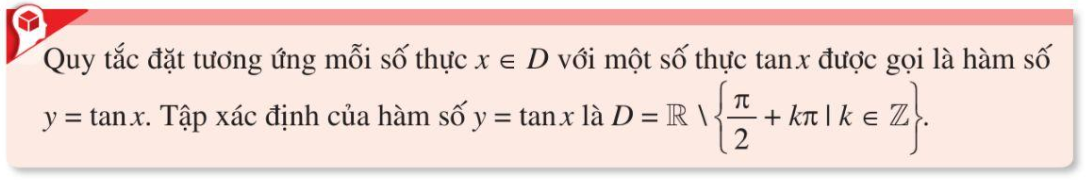 Quy tắc đặt tương ứng mỗi số thực x ∈ D với một số thực tan x được gọi là hàm số
y = tan x. Tập xác định của hàm số y = tan x là D = ℝ \ {π/2 + kπ | k ∈ ℤ}.